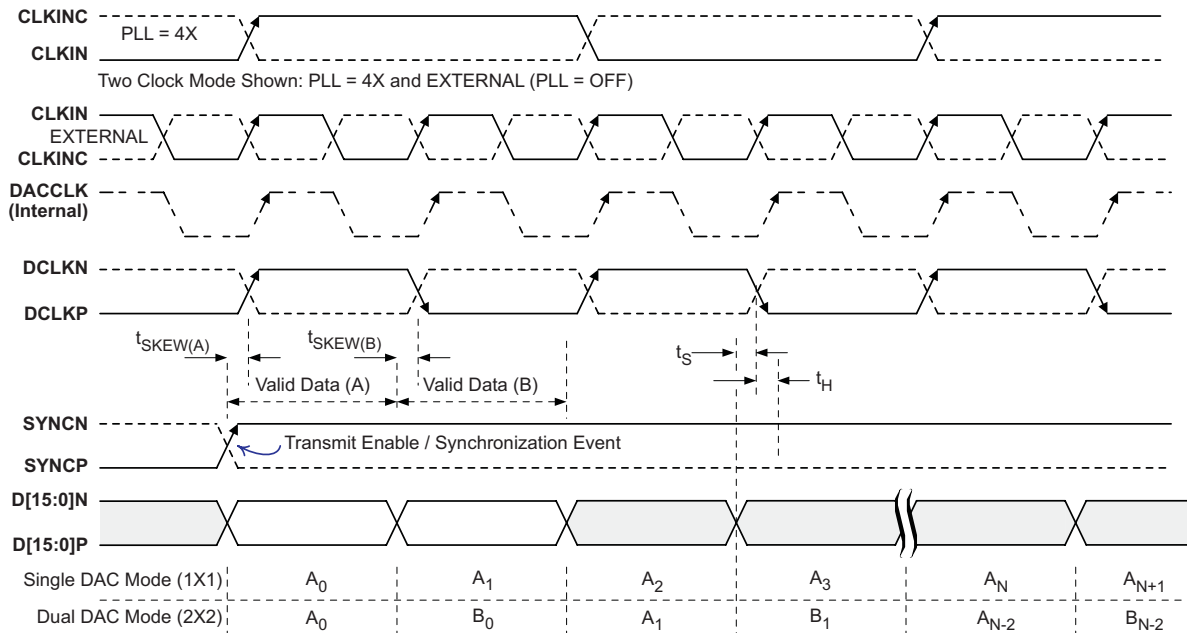 CLKINC
PLL = 4X
CLKIN
Two Clock Mode Shown: PLL = 4X and EXTERNAL (PLL = OFF)
CLKIN
EXTERNAL
CLKINC
DACCLK
(Internal)
DCLKN
DCLKP
tSKEW(A) tSKEW(B) tS
tH
Valid Data (A) Valid Data (B)
SYNCN
Transmit Enable / Synchronization Event
SYNCP
D[15:0]N
D[15:0]P
Single DAC Mode (1X1) A0 A1 A2 A3 AN AN+1
Dual DAC Mode (2X2) A0 B0 A1 B1 AN-2 BN-2